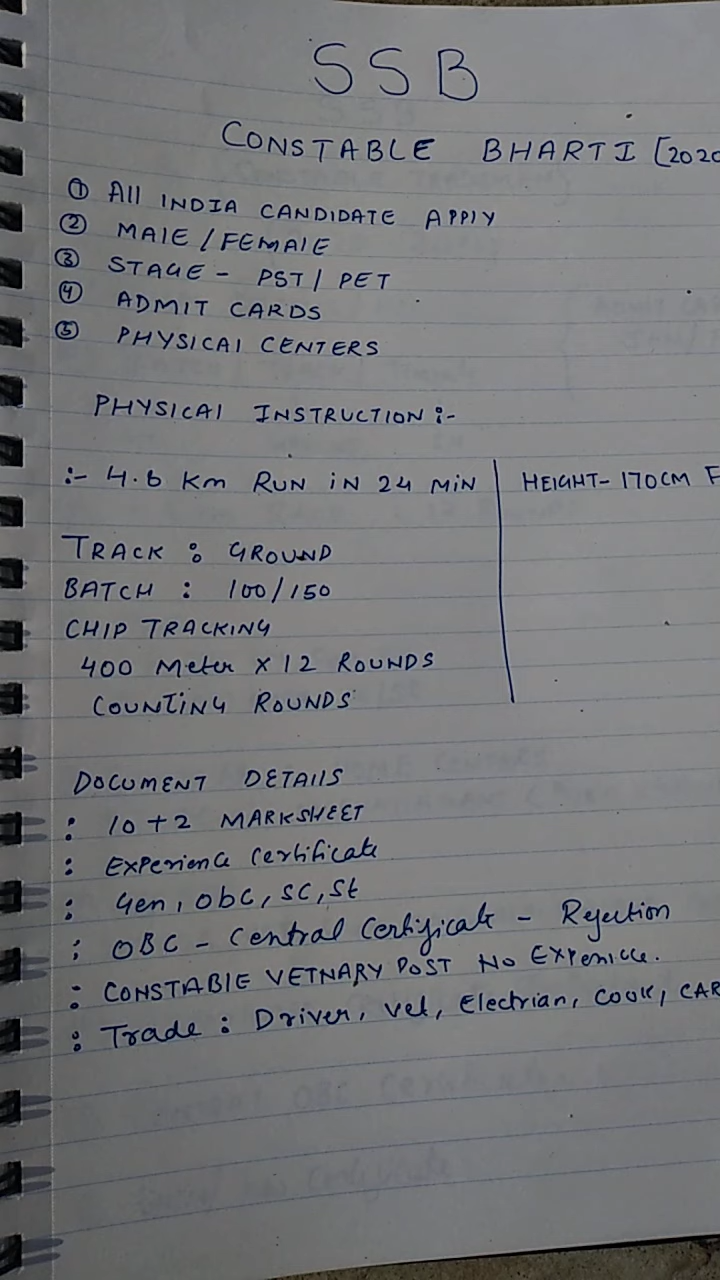 SSB
CONSTABLE BHARTI [2020
① All INDIA CANDIDATE APPlY
② MAlE / FEMAlE
③ STAGE - PST / PET
④ ADMIT CARDS
⑤ PHYSICAl CENTERS
PHYSICAl INSTRUCTION :-
:- 4.8 Km RUN iN 24 MiN
HEIGHT- 170CM F
TRACK : GROUND
BATCH : 100/150
CHIP TRACKING
400 Meter X 12 ROUNDS
COUNTING ROUNDS
DOCUMENT DETAIlS
: 10 + 2 MARKSHEET
: Experience Certificate
: Gen, Obc, SC, St
: OBC - Central Certificate - Rejection
: CONSTABlE VETNARY POST NO EXPeniCce.
: Trade : Driver, vet, Electrian, Cook, CAR